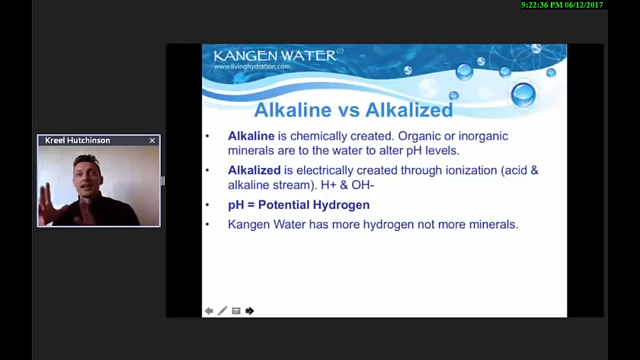 9:22:36 PM 06/12/2017
KANGEN WATER®
www.livinghydration.com
Kreel Hutchinson
Alkaline vs Alkalized
• Alkaline is chemically created. Organic or inorganic
minerals are to the water to alter pH levels.
• Alkalized is electrically created through ionization (acid &
alkaline stream). H+ & OH-
• pH = Potential Hydrogen
• Kangen Water has more hydrogen not more minerals.